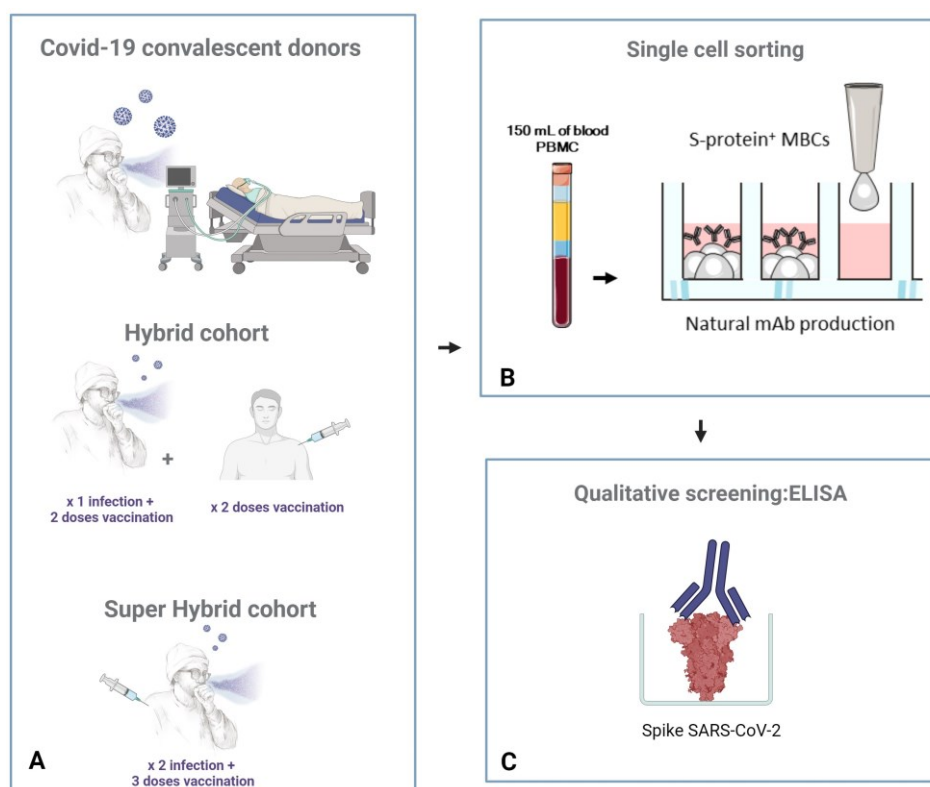 Covid-19 convalescent donors
Hybrid cohort
+
x 1 infection +
2 doses vaccination
x 2 doses vaccination
Super Hybrid cohort
x 2 infection +
3 doses vaccination
A
Single cell sorting
150 mL of blood
PBMC
S-protein⁺ MBCs
Natural mAb production
B
Qualitative screening:ELISA
Spike SARS-CoV-2
C